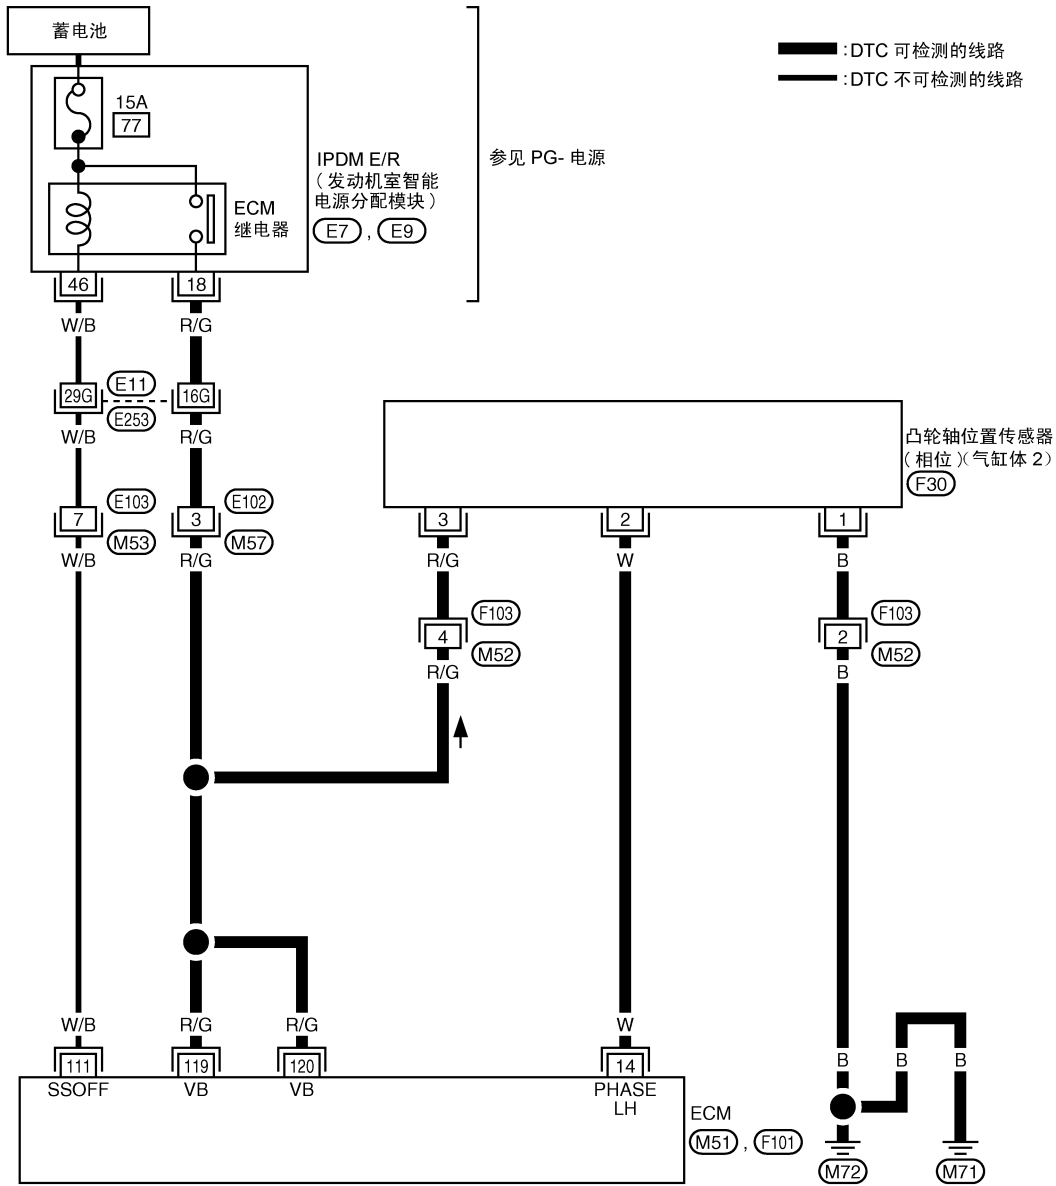 蓄电池
:DTC 可检测的线路
:DTC 不可检测的线路
15A
77
IPDM E/R
（发动机室智能
电源分配模块）
E7 , E9
参见 PG- 电源
ECM
继电器
46
18
W/B
R/G
29G
E11
16G
E253
W/B
R/G
凸轮轴位置传感器
（相位）（气缸体 2）
F30
7
E103
3
E102
M53
M57
3
2
1
W/B
R/G
R/G
W
B
4
F103
2
F103
M52
M52
R/G
B
W/B
R/G
R/G
W
B
B
B
111
119
120
14
SSOFF
VB
VB
PHASE
LH
ECM
M51 , F101
M72
M71